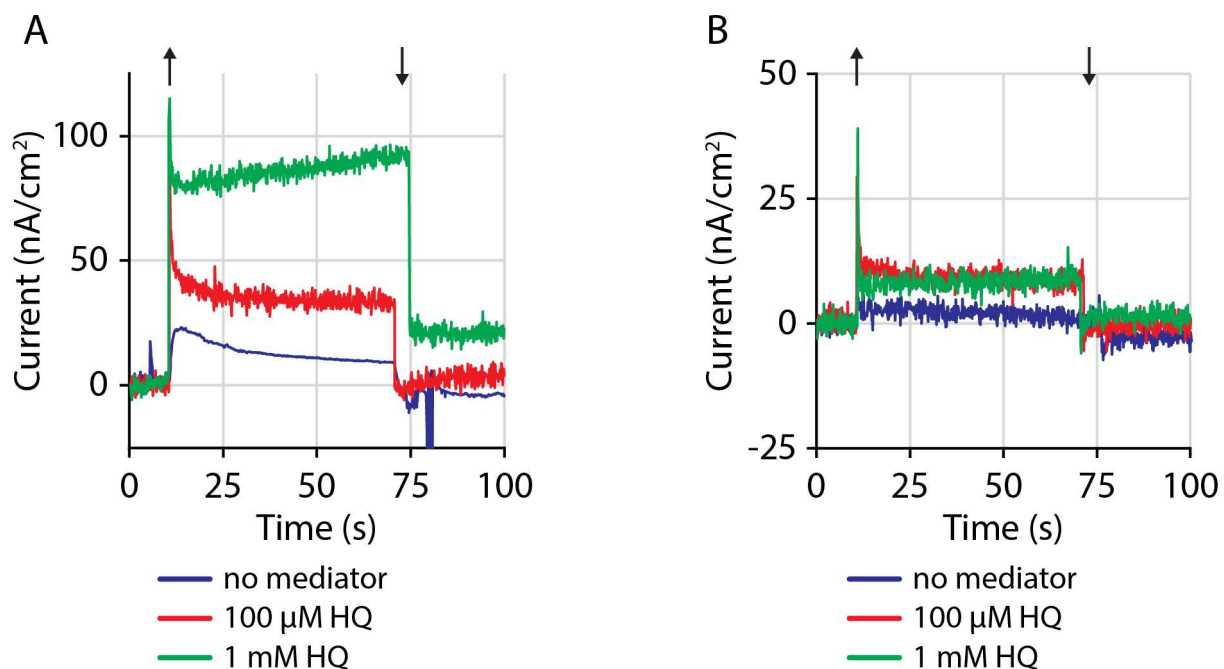 A
Current (nA/cm²)
100
50
0
0 25 50 75 100
Time (s)
no mediator
100 µM HQ
1 mM HQ
B
Current (nA/cm²)
50
25
0
-25
0 25 50 75 100
Time (s)
no mediator
100 µM HQ
1 mM HQ